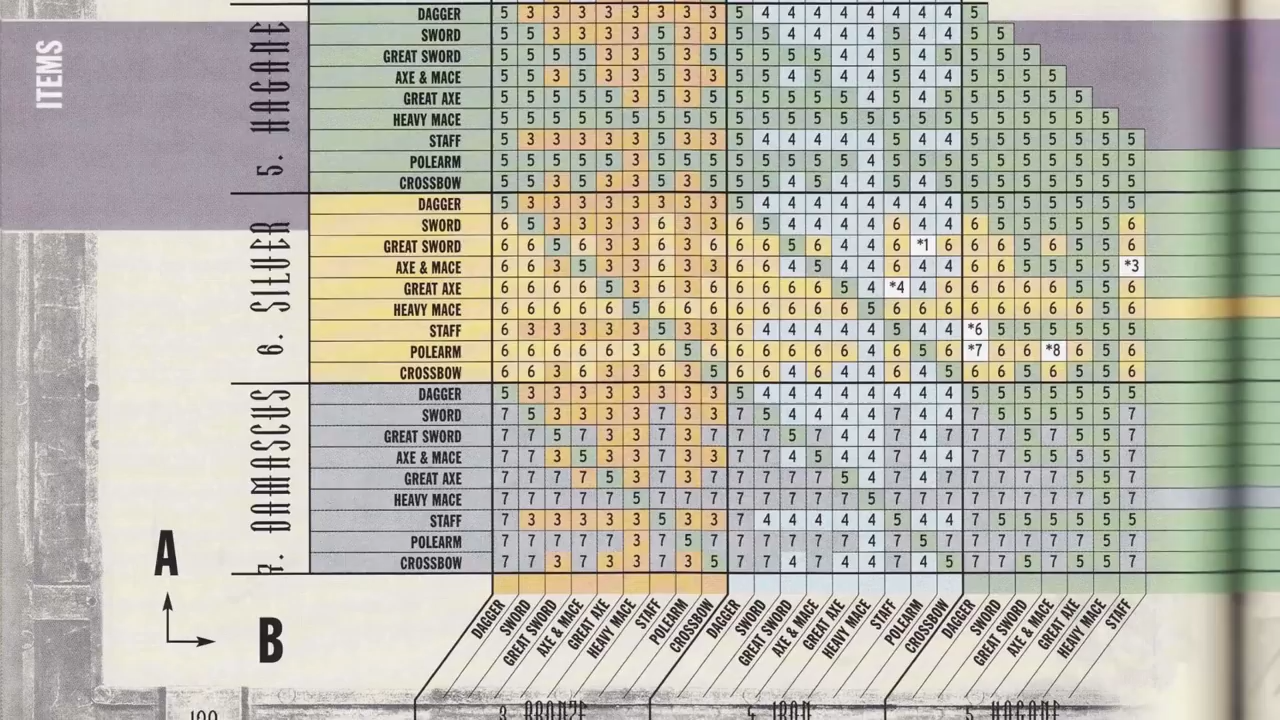 ITEMS
5. HAGANE
DAGGER 5 3 3 3 3 3 3 3 3 5 4 4 4 4 4 4 4 4 5
SWORD 5 5 3 3 3 3 5 3 3 5 5 4 4 4 4 5 4 4 5 5
GREAT SWORD 5 5 5 5 3 3 5 3 5 5 5 5 5 4 4 5 4 5 5 5 5
AXE & MACE 5 5 3 5 3 3 5 3 3 5 5 4 5 4 4 5 4 4 5 5 5 5
GREAT AXE 5 5 5 5 5 3 5 3 5 5 5 5 5 5 4 5 4 5 5 5 5 5 5
HEAVY MACE 5 5 5 5 5 5 5 5 5 5 5 5 5 5 5 5 5 5 5 5 5 5 5 5
STAFF 5 3 3 3 3 3 5 3 3 5 4 4 4 4 4 5 4 4 5 5 5 5 5 5 5
POLEARM 5 5 5 5 5 3 5 5 5 5 5 5 5 5 4 5 5 5 5 5 5 5 5 5 5
CROSSBOW 5 5 3 5 3 3 5 3 5 5 5 4 5 4 4 5 4 5 5 5 5 5 5 5 5
6. SILVER
DAGGER 5 3 3 3 3 3 3 3 3 5 4 4 4 4 4 4 4 4 5 5 5 5 5 5 5
SWORD 6 5 3 3 3 3 6 3 3 6 5 4 4 4 4 6 4 4 6 5 5 5 5 5 6
GREAT SWORD 6 6 5 6 3 3 6 3 6 6 6 5 6 4 4 6 *1 6 6 6 5 6 5 5 6
AXE & MACE 6 6 3 5 3 3 6 3 3 6 6 4 5 4 4 6 4 4 6 6 5 5 5 5 *3
GREAT AXE 6 6 6 6 5 3 6 3 6 6 6 6 6 5 4 *4 4 6 6 6 6 6 5 5 6
HEAVY MACE 6 6 6 6 6 5 6 6 6 6 6 6 6 6 5 6 6 6 6 6 6 6 6 5 6
STAFF 6 3 3 3 3 3 5 3 3 6 4 4 4 4 4 5 4 4 *6 5 5 5 5 5 5
POLEARM 6 6 6 6 6 3 6 5 6 6 6 6 6 6 4 6 5 6 *7 6 6 *8 6 5 6
CROSSBOW 6 6 3 6 3 3 6 3 5 6 6 4 6 4 4 6 4 5 6 6 5 6 5 5 6
7. DAMASCUS
DAGGER 5 3 3 3 3 3 3 3 3 5 4 4 4 4 4 4 4 4 5 5 5 5 5 5 5
SWORD 7 5 3 3 3 3 7 3 3 7 5 4 4 4 4 7 4 4 7 5 5 5 5 5 7
GREAT SWORD 7 7 5 7 3 3 7 3 7 7 7 5 7 4 4 7 4 7 7 7 5 7 5 5 7
AXE & MACE 7 7 3 5 3 3 7 3 3 7 7 4 5 4 4 7 4 4 7 7 5 5 5 5 7
GREAT AXE 7 7 7 7 5 3 7 3 7 7 7 7 7 5 4 7 4 7 7 7 7 7 5 5 7
HEAVY MACE 7 7 7 7 7 5 7 7 7 7 7 7 7 7 5 7 7 7 7 7 7 7 7 5 7
STAFF 7 3 3 3 3 3 5 3 3 7 4 4 4 4 4 5 4 4 7 5 5 5 5 5 5
POLEARM 7 7 7 7 7 3 7 5 7 7 7 7 7 7 4 7 5 7 7 7 7 7 7 5 7
CROSSBOW 7 7 3 7 3 3 7 3 5 7 7 4 7 4 4 7 4 5 7 7 5 7 5 5 7
A
B
DAGGER SWORD GREAT SWORD AXE & MACE GREAT AXE HEAVY MACE STAFF POLEARM CROSSBOW DAGGER SWORD GREAT SWORD AXE & MACE GREAT AXE HEAVY MACE STAFF POLEARM CROSSBOW DAGGER SWORD GREAT SWORD AXE & MACE GREAT AXE HEAVY MACE STAFF
3. BRONZE 4. IRON 5. HAGANE